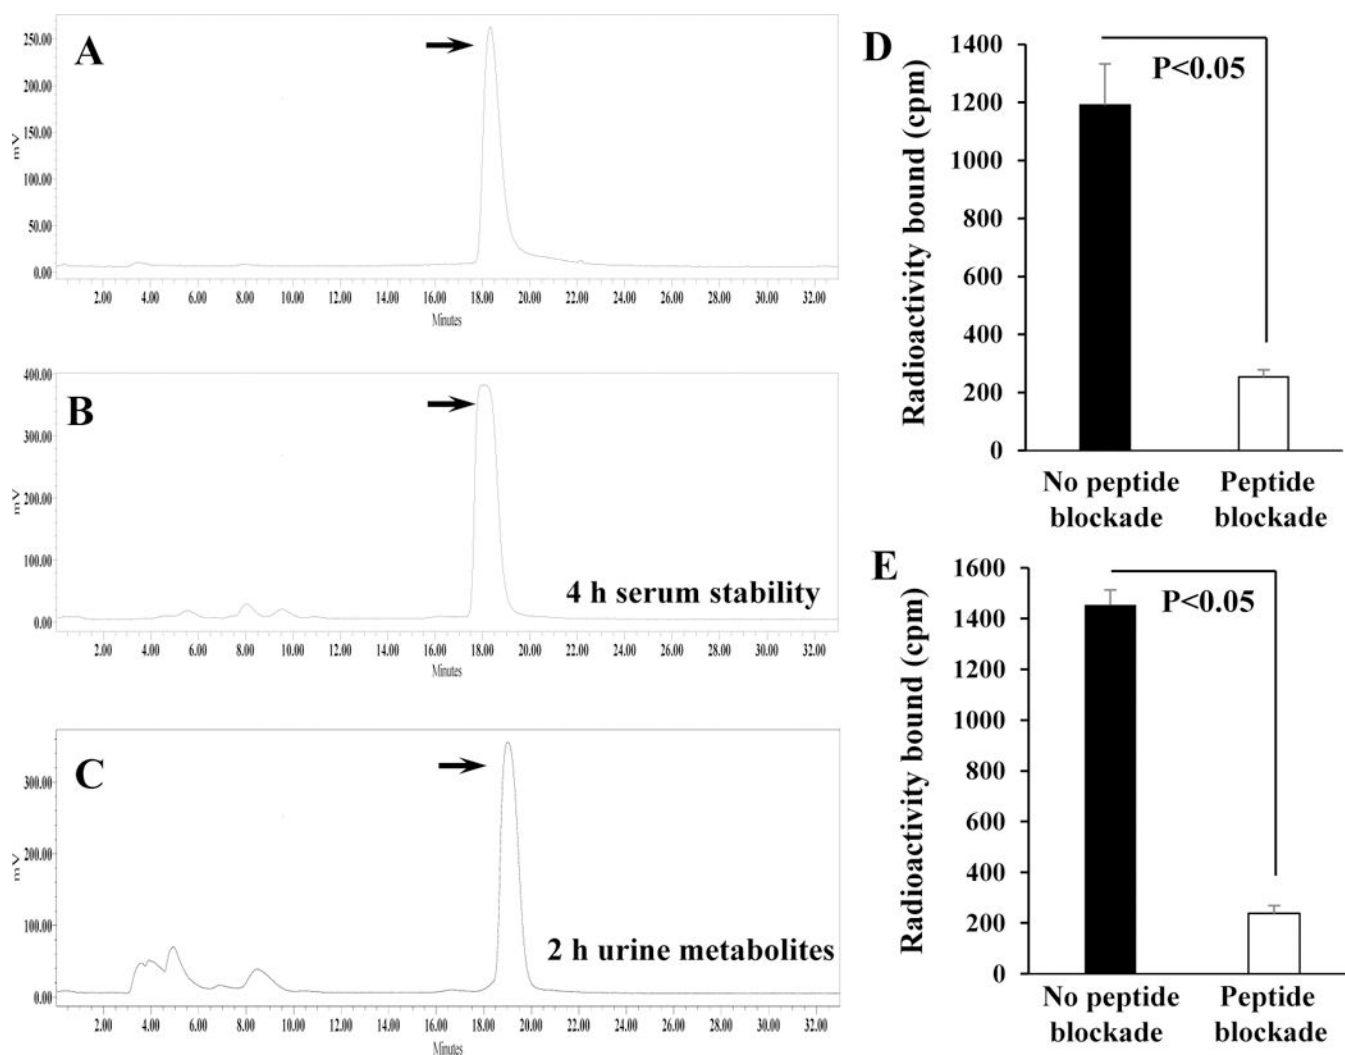 A
mV
250.00
200.00
150.00
100.00
50.00
0.00
2.00 4.00 6.00 8.00 10.00 12.00 14.00 16.00 18.00 20.00 22.00 24.00 26.00 28.00 30.00 32.00
Minutes
B
mV
400.00
300.00
200.00
100.00
0.00
4 h serum stability
2.00 4.00 6.00 8.00 10.00 12.00 14.00 16.00 18.00 20.00 22.00 24.00 26.00 28.00 30.00 32.00
Minutes
C
mV
300.00
200.00
100.00
0.00
2 h urine metabolites
2.00 4.00 6.00 8.00 10.00 12.00 14.00 16.00 18.00 20.00 22.00 24.00 26.00 28.00 30.00 32.00
Minutes
D
Radioactivity bound (cpm)
1400
1200
1000
800
600
400
200
0
P<0.05
No peptide
blockade
Peptide
blockade
E
Radioactivity bound (cpm)
1600
1400
1200
1000
800
600
400
200
0
P<0.05
No peptide
blockade
Peptide
blockade